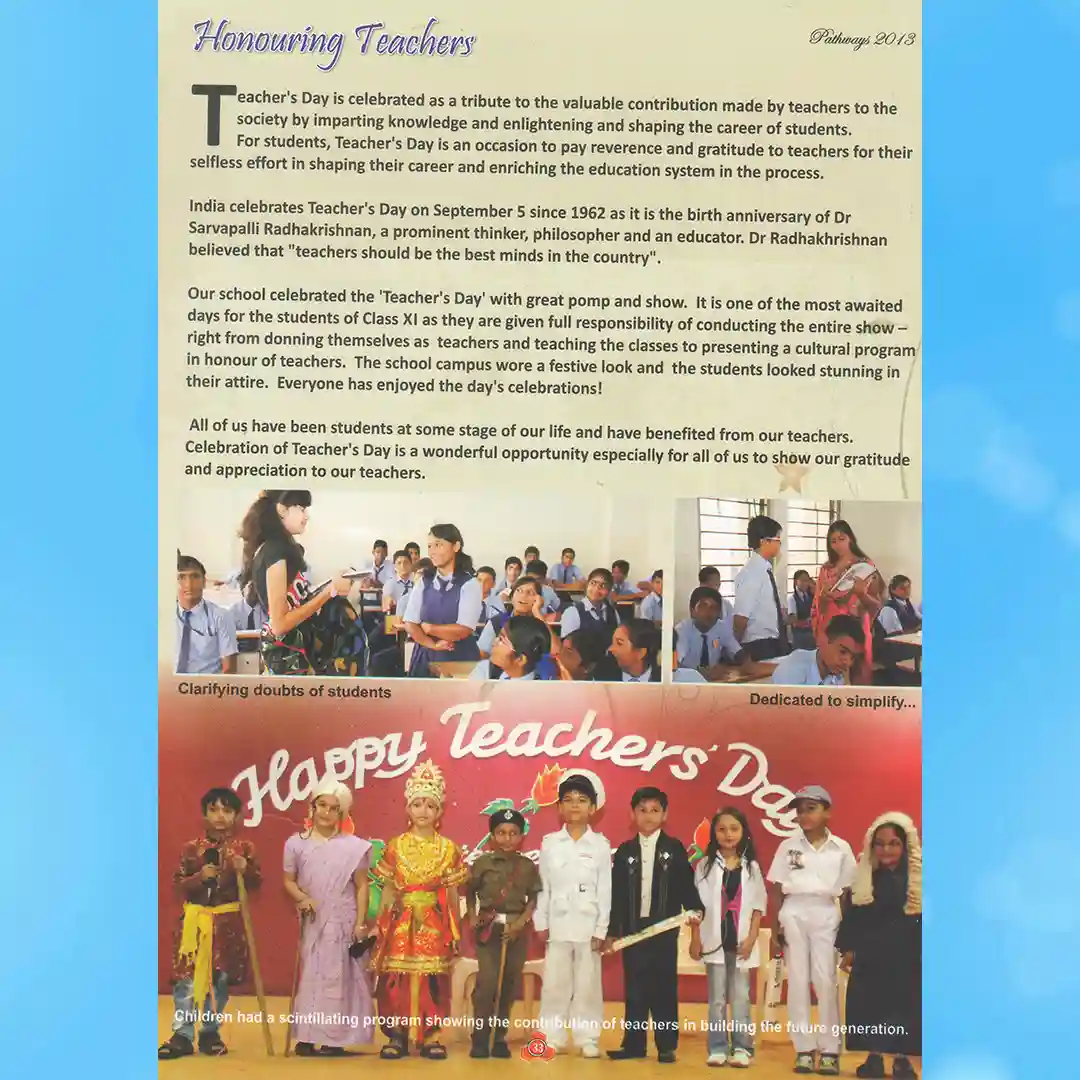 Honouring Teachers
Pathways 2013
Teacher's Day is celebrated as a tribute to the valuable contribution made by teachers to the
society by imparting knowledge and enlightening and shaping the career of students.
For students, Teacher's Day is an occasion to pay reverence and gratitude to teachers for their
selfless effort in shaping their career and enriching the education system in the process.
India celebrates Teacher's Day on September 5 since 1962 as it is the birth anniversary of Dr
Sarvapalli Radhakrishnan, a prominent thinker, philosopher and an educator. Dr Radhakhrishnan
believed that "teachers should be the best minds in the country".
Our school celebrated the 'Teacher's Day' with great pomp and show. It is one of the most awaited
days for the students of Class XI as they are given full responsibility of conducting the entire show –
right from donning themselves as teachers and teaching the classes to presenting a cultural program
in honour of teachers. The school campus wore a festive look and the students looked stunning in
their attire. Everyone has enjoyed the day's celebrations!
All of us have been students at some stage of our life and have benefited from our teachers.
Celebration of Teacher's Day is a wonderful opportunity especially for all of us to show our gratitude
and appreciation to our teachers.
Clarifying doubts of students
Dedicated to simplify...
Happy Teachers' Day
Children had a scintillating program showing the contribution of teachers in building the future generation.
33